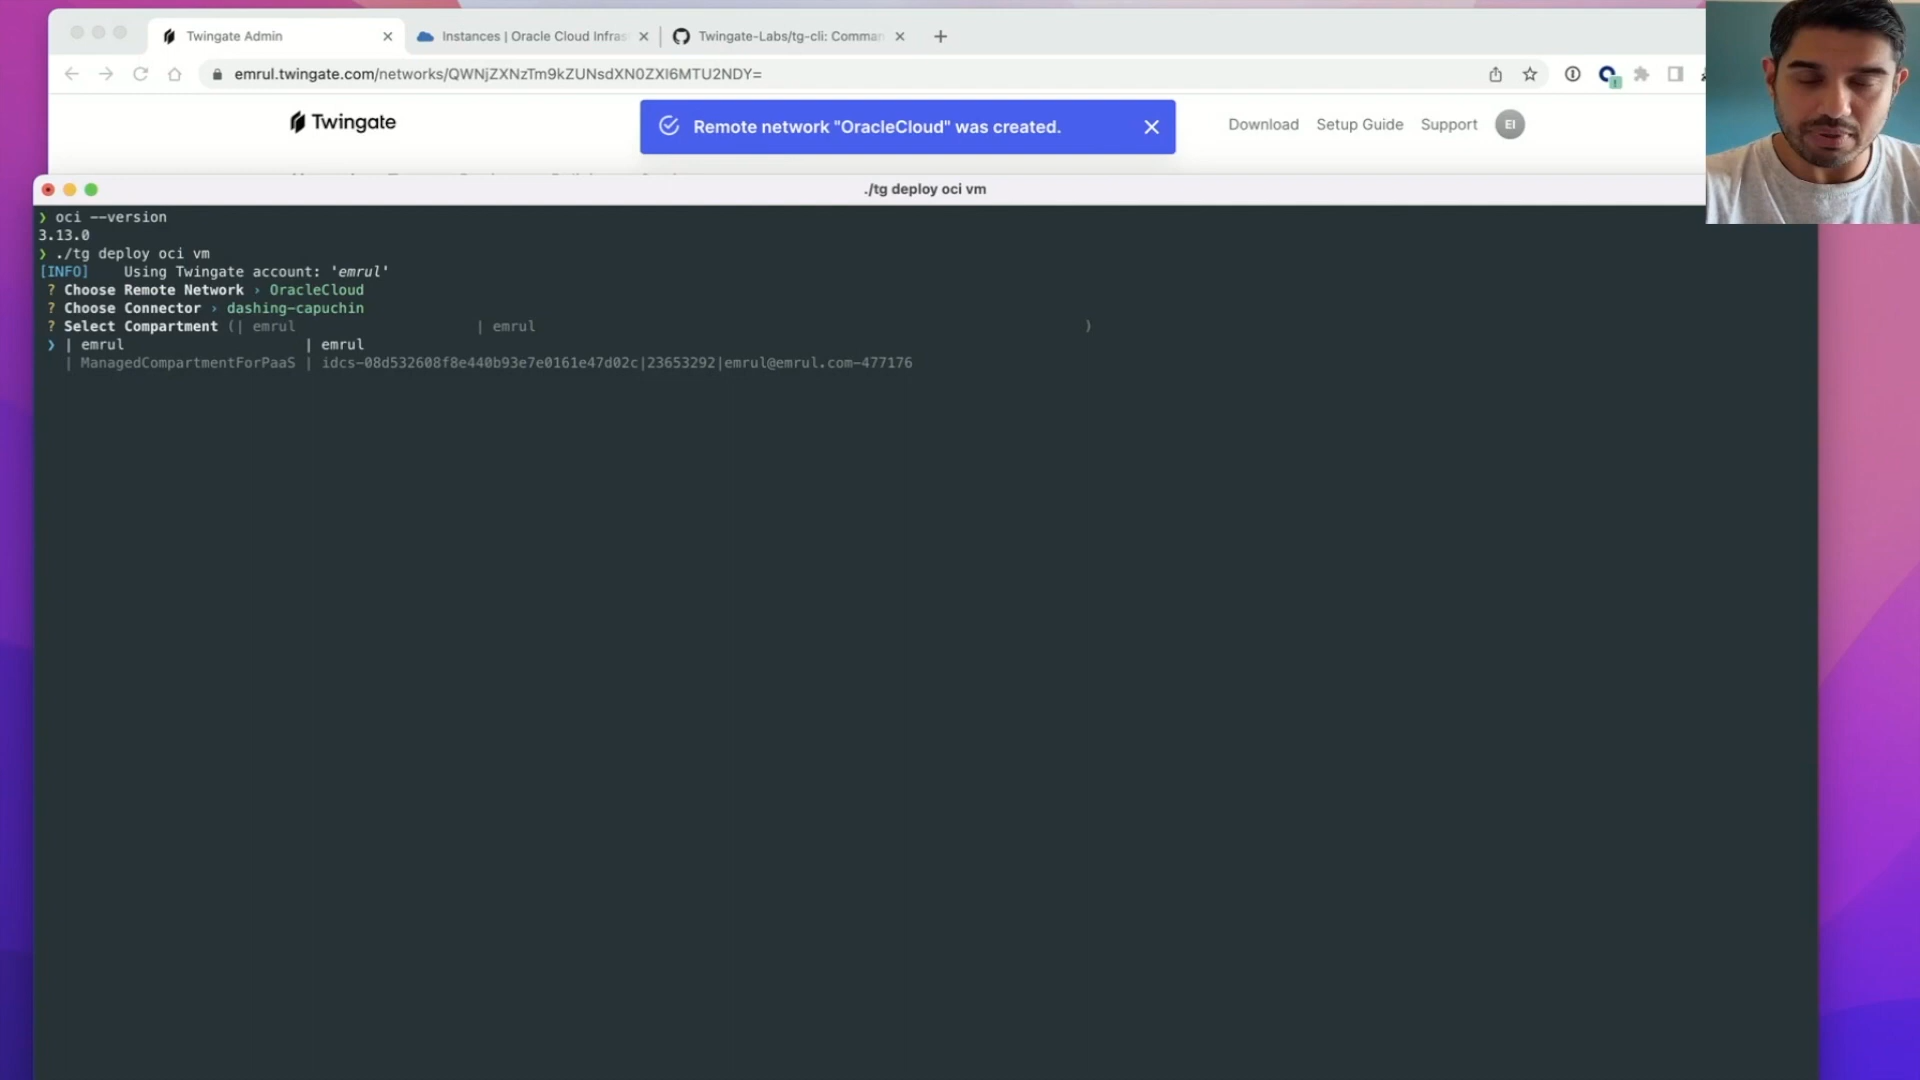 Twingate Admin
Instances | Oracle Cloud Infras
Twingate-Labs/tg-cli: Comman
emrul.twingate.com/networks/QWNjZXNzTm9kZUNsdXN0ZXI6MTU2NDY=
Twingate
Remote network "OracleCloud" was created.
Download
Setup Guide
Support
EI
./tg deploy oci vm
❯ oci --version
3.13.0
❯ ./tg deploy oci vm
[INFO] Using Twingate account: 'emrul'
? Choose Remote Network › OracleCloud
? Choose Connector › dashing-capuchin
? Select Compartment (| emrul | emrul )
❯ | emrul | emrul
| ManagedCompartmentForPaaS | idcs-08d532608f8e440b93e7e0161e47d02c|23653292|emrul@emrul.com-477176